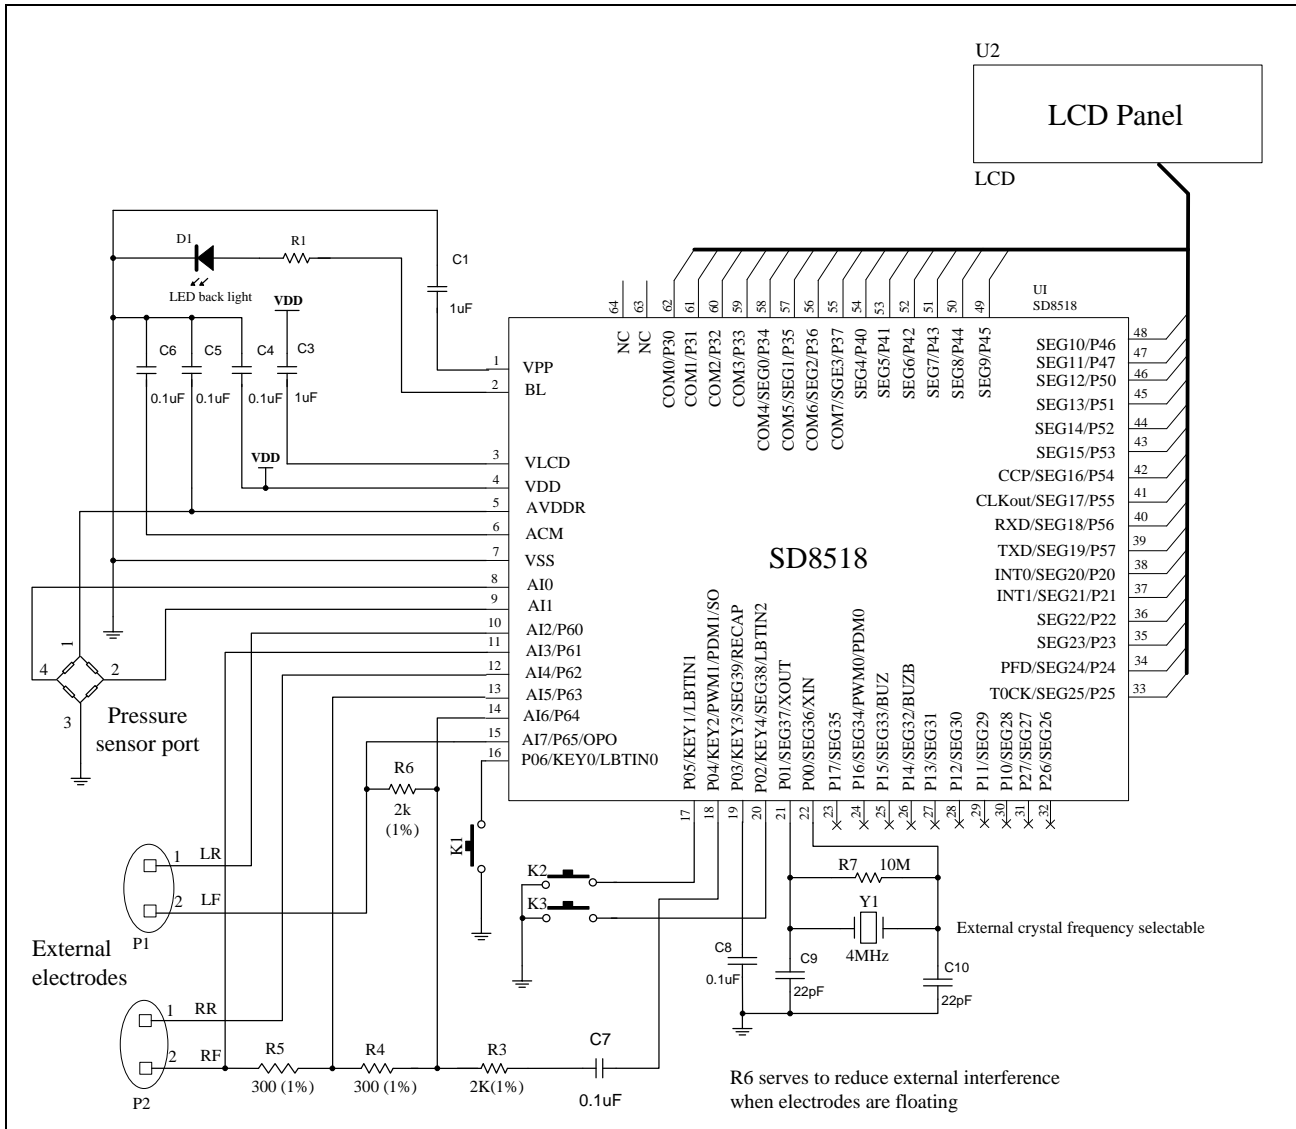 U2
LCD Panel
LCD
D1
R1
LED back light
VDD
C1
1uF
C6
C5
C4
C3
0.1uF
0.1uF
0.1uF
1uF
VDD
UI
SD8518
SD8518
64
63
62
61
60
59
58
57
56
55
54
53
52
51
50
49
NC
NC
COM0/P30
COM1/P31
COM2/P32
COM3/P33
COM4/SEG0/P34
COM5/SEG1/P35
COM6/SEG2/P36
COM7/SGE3/P37
SEG4/P40
SEG5/P41
SEG6/P42
SEG7/P43
SEG8/P44
SEG9/P45
1 VPP
2 BL
3 VLCD
4 VDD
5 AVDDR
6 ACM
7 VSS
8 AI0
9 AI1
10 AI2/P60
11 AI3/P61
12 AI4/P62
13 AI5/P63
14 AI6/P64
15 AI7/P65/OPO
16 P06/KEY0/LBTIN0
SEG10/P46 48
SEG11/P47 47
SEG12/P50 46
SEG13/P51 45
SEG14/P52 44
SEG15/P53 43
CCP/SEG16/P54 42
CLKout/SEG17/P55 41
RXD/SEG18/P56 40
TXD/SEG19/P57 39
INT0/SEG20/P20 38
INT1/SEG21/P21 37
SEG22/P22 36
SEG23/P23 35
PFD/SEG24/P24 34
T0CK/SEG25/P25 33
P05/KEY1/LBTIN1
P04/KEY2/PWM1/PDM1/SO
P03/KEY3/SEG39/RECAP
P02/KEY4/SEG38/LBTIN2
P01/SEG37/XOUT
P00/SEG36/XIN
P17/SEG35
P16/SEG34/PWM0/PDM0
P15/SEG33/BUZ
P14/SEG32/BUZB
P13/SEG31
P12/SEG30
P11/SEG29
P10/SEG28
P27/SEG27
P26/SEG26
17
18
19
20
21
22
23
24
25
26
27
28
29
30
31
32
1
4
2
3
Pressure
sensor port
R6
2k
(1%)
K1
K2
K3
R7 10M
Y1
4MHz
External crystal frequency selectable
C8
0.1uF
C9
22pF
C10
22pF
1 LR
2 LF
P1
External
electrodes
1 RR
2 RF
P2
R5
300 (1%)
R4
300 (1%)
R3
2K(1%)
C7
0.1uF
R6 serves to reduce external interference
when electrodes are floating